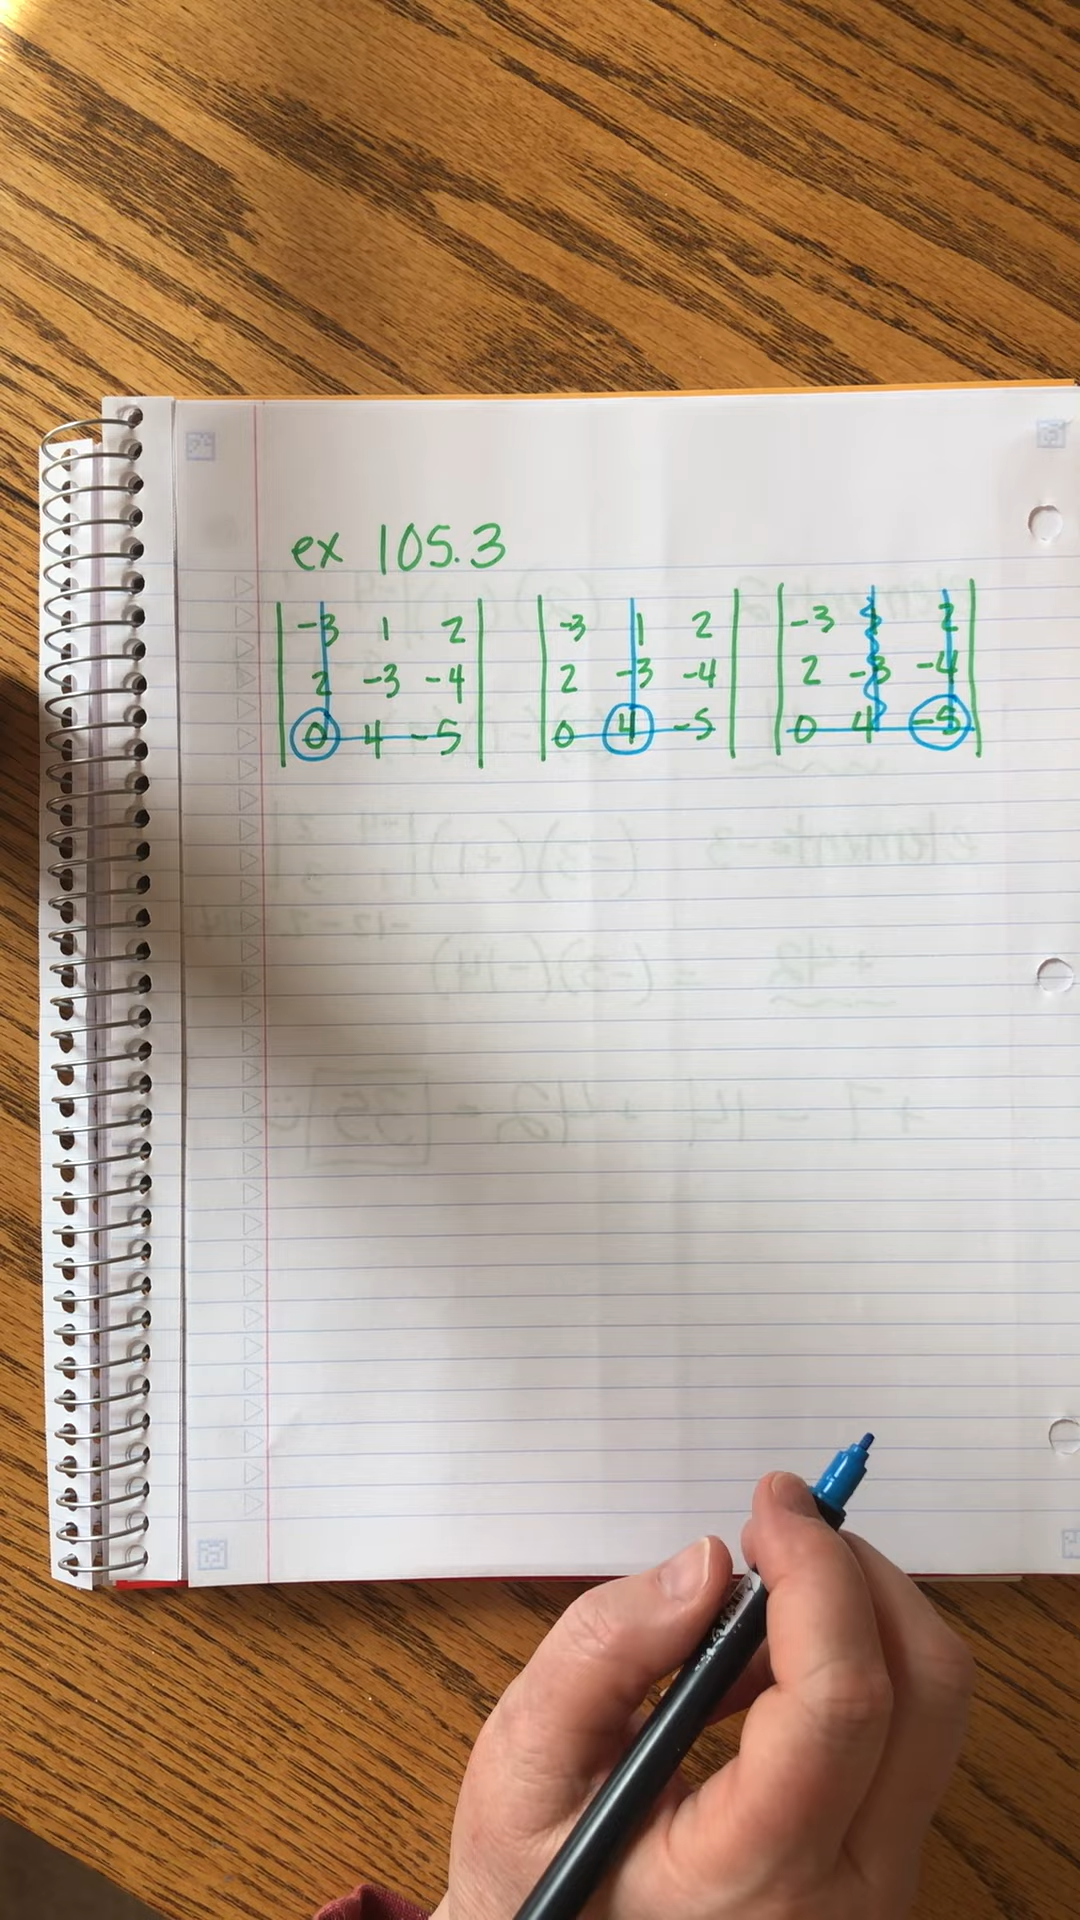 ex 105.3
| -3 1 2 | | -3 1 2 | | -3 1 2 |
| 2 -3 -4 | | 2 -3 -4 | | 2 -3 -4 |
| 0 4 -5 | | 0 4 -5 | | 0 4 -5 |